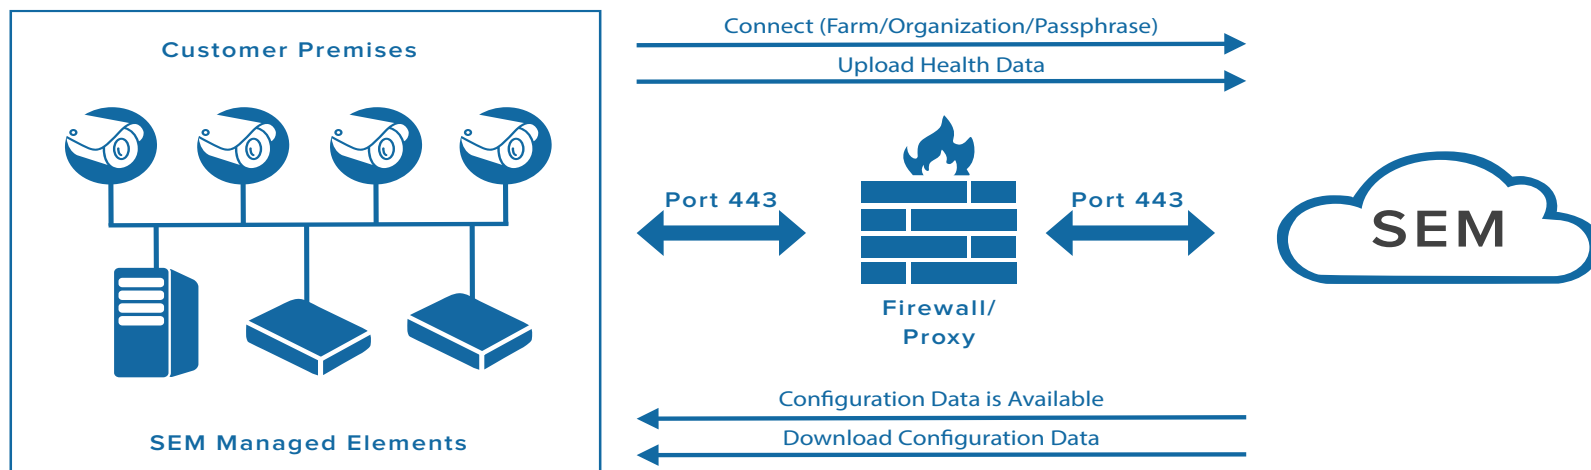 Customer Premises
Connect (Farm/Organization/Passphrase)
Upload Health Data
Port 443
Port 443
SEM
Firewall/
Proxy
Configuration Data is Available
Download Configuration Data
SEM Managed Elements